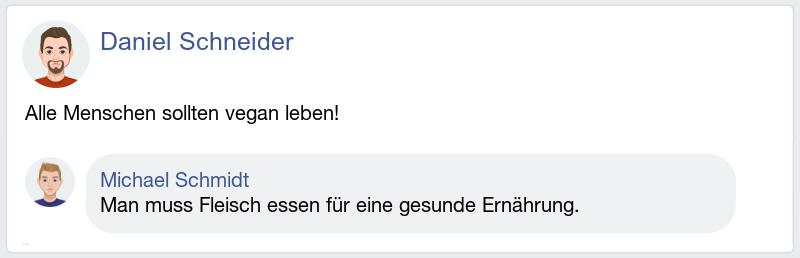 Daniel Schneider
Alle Menschen sollten vegan leben!
Michael Schmidt
Man muss Fleisch essen für eine gesunde Ernährung.